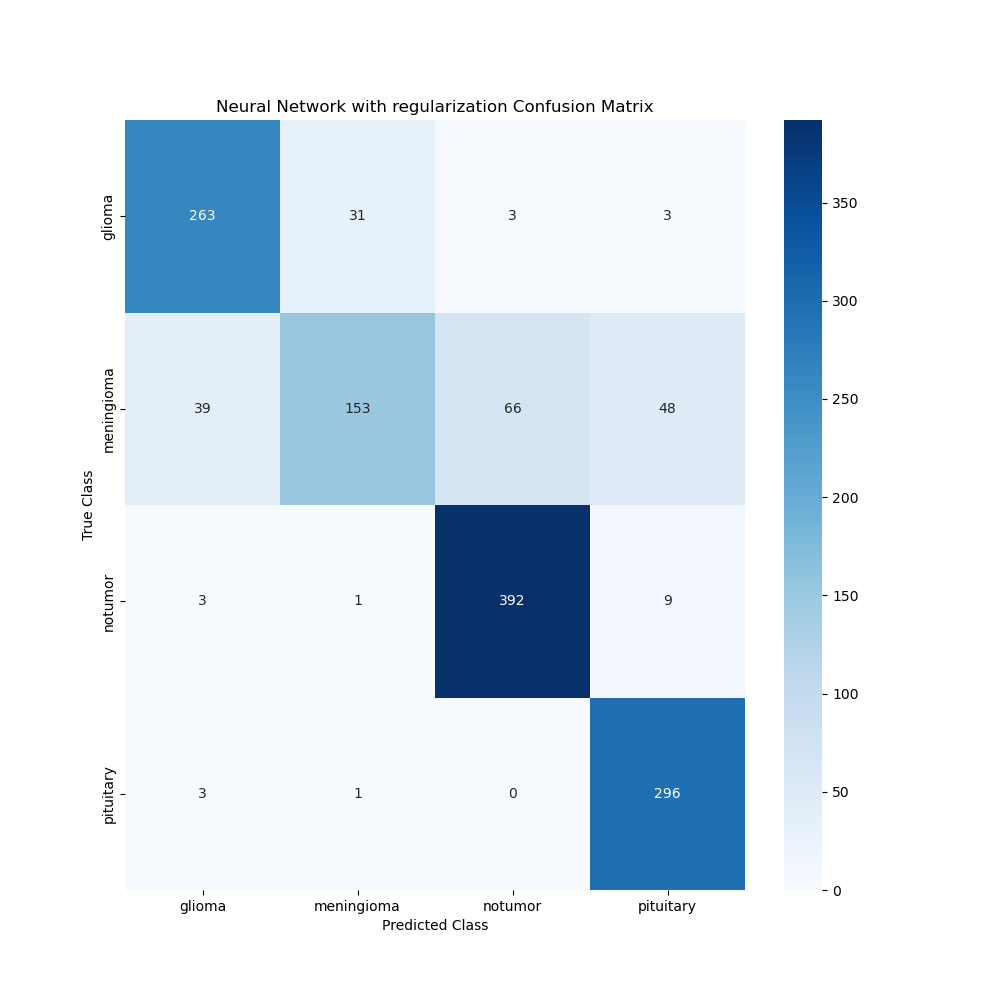 Neural Network with regularization Confusion Matrix
glioma
263 31 3 3
meningioma
39 153 66 48
notumor
3 1 392 9
pituitary
3 1 0 296
True Class
glioma meningioma notumor pituitary
Predicted Class
350
300
250
200
150
100
50
0